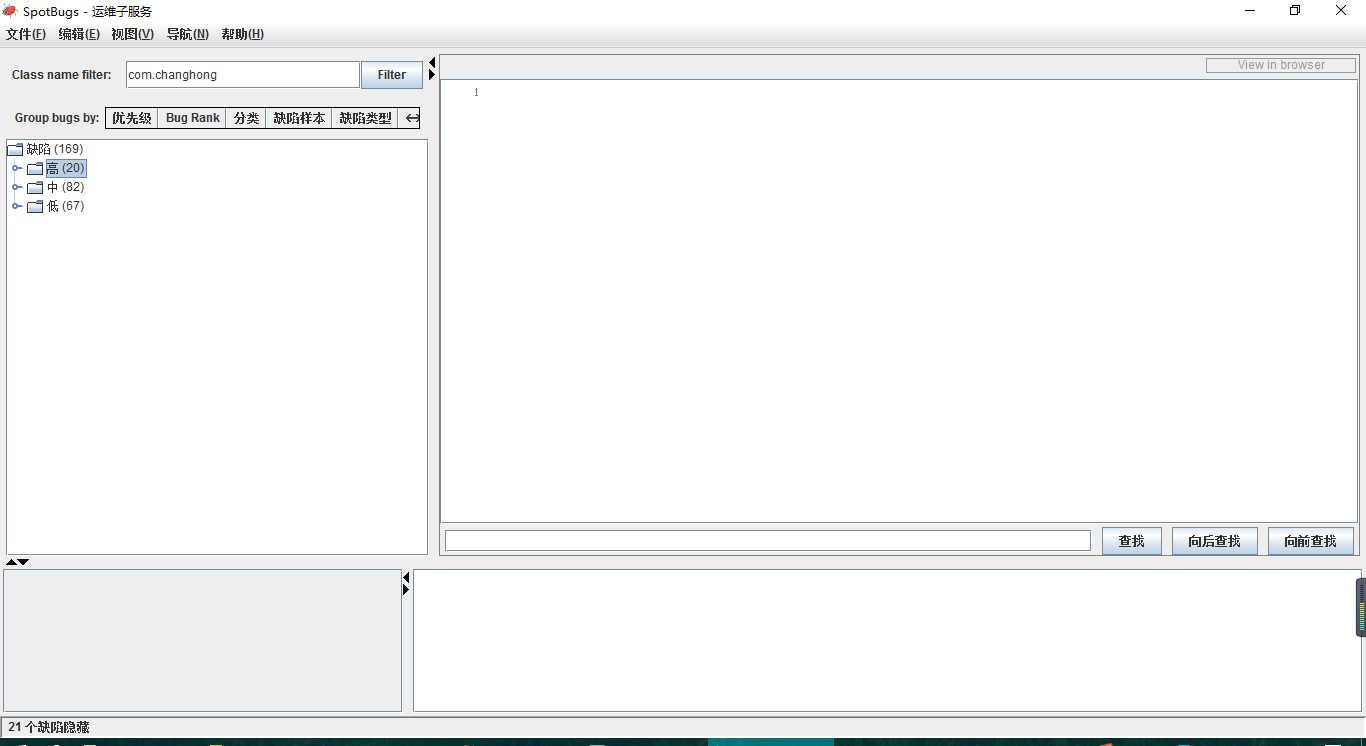 SpotBugs - 运维子服务
文件(F) 编辑(E) 视图(V) 导航(N) 帮助(H)
Class name filter: com.changhong Filter
View in browser
1
Group bugs by: 优先级 Bug Rank 分类 缺陷样本 缺陷类型
缺陷 (169)
高 (20)
中 (82)
低 (67)
查找 向后查找 向前查找
21 个缺陷隐藏